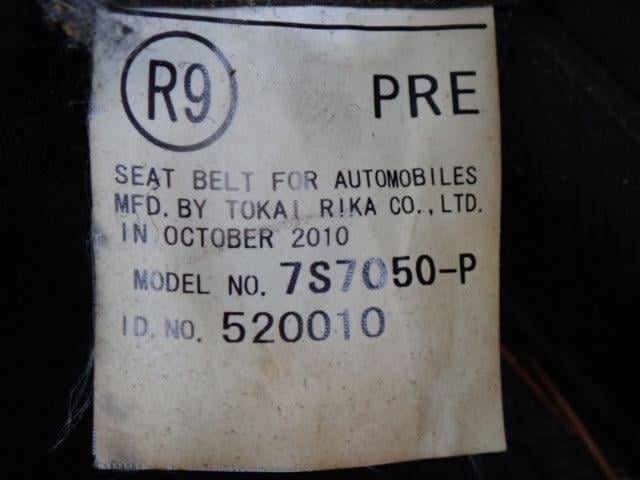 R9 PRE
SEAT BELT FOR AUTOMOBILES
MFD. BY TOKAI RIKA CO., LTD.
IN OCTOBER 2010
MODEL NO. 7S7050-P
ID. NO. 520010